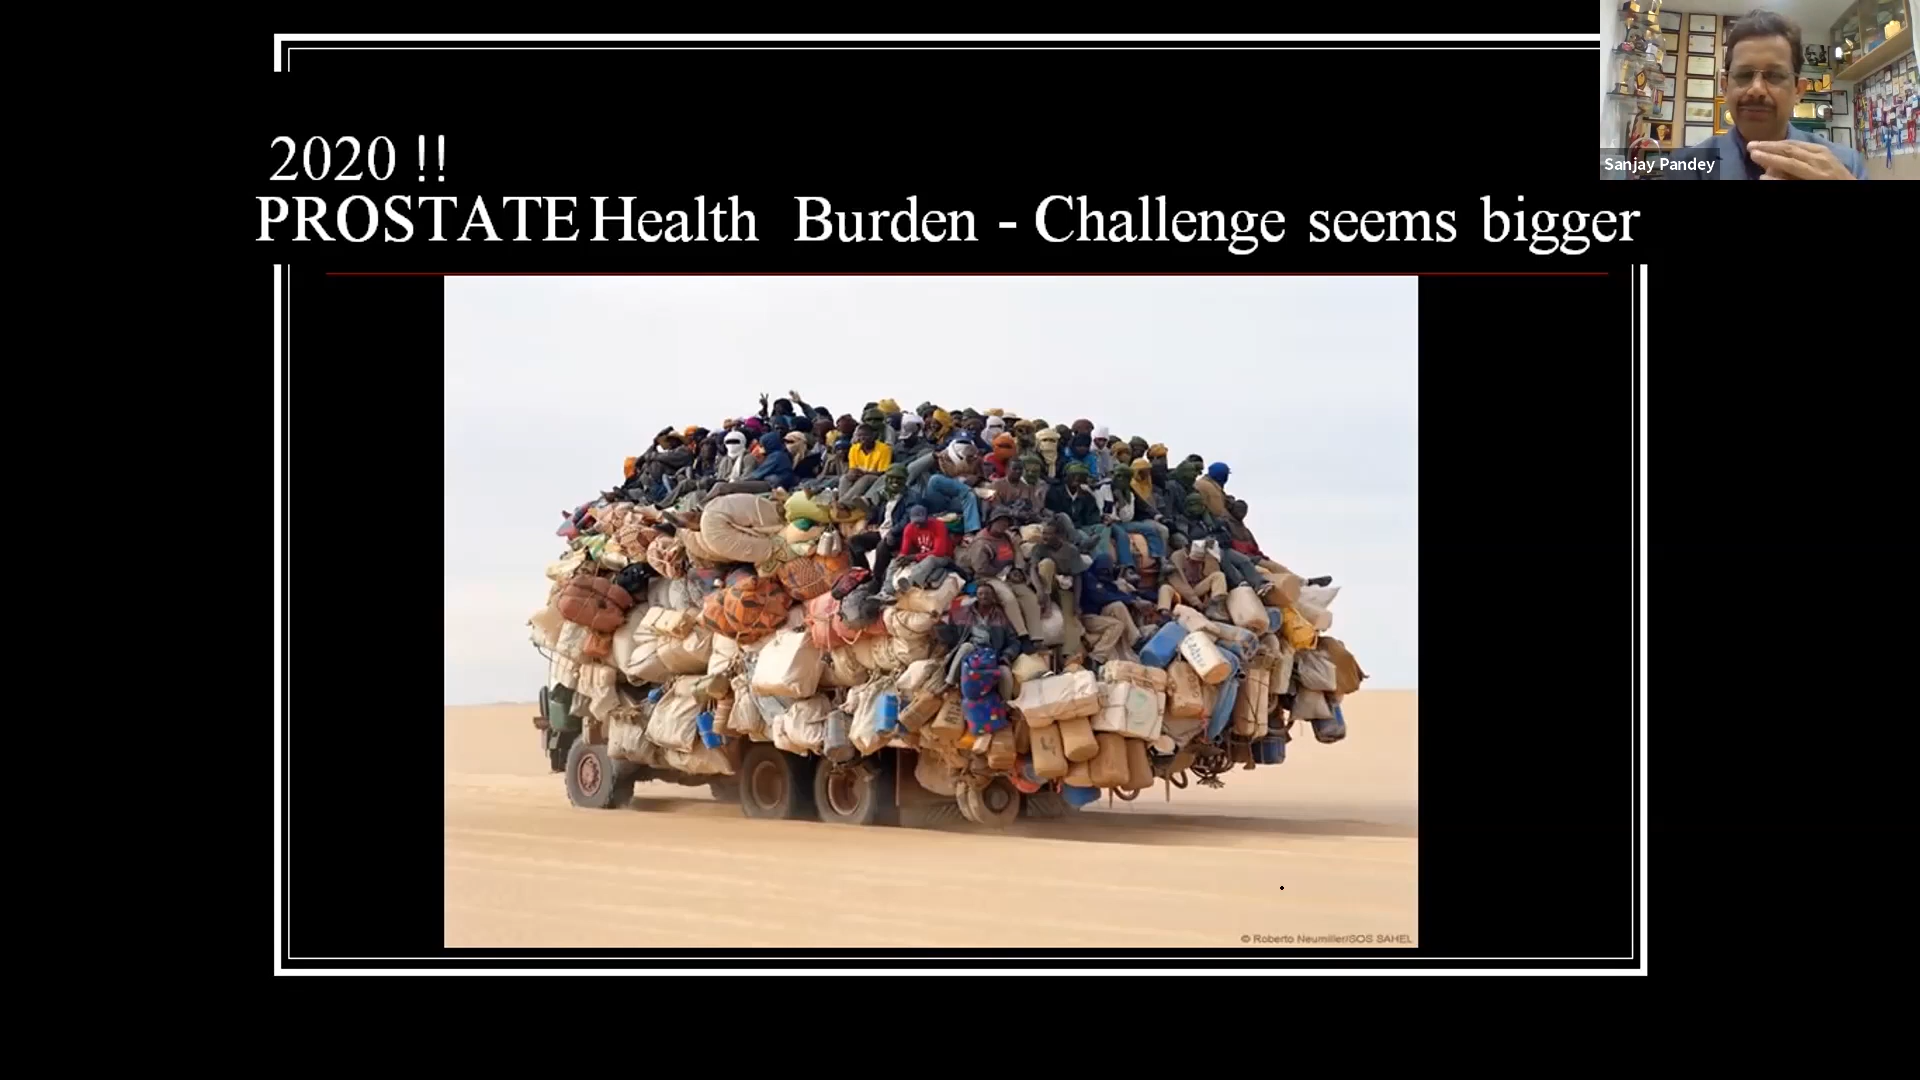 2020 !!
PROSTATE Health Burden - Challenge seems bigger
Sanjay Pandey
© Roberto Neumiller/SOS SAHEL